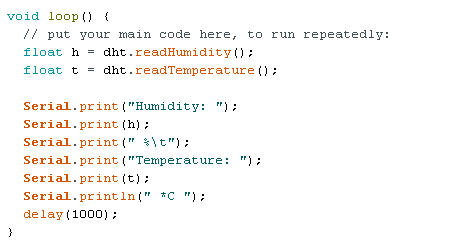 void loop() {
  // put your main code here, to run repeatedly:
  float h = dht.readHumidity();
  float t = dht.readTemperature();

  Serial.print("Humidity: ");
  Serial.print(h);
  Serial.print(" %\t");
  Serial.print("Temperature: ");
  Serial.print(t);
  Serial.println(" *C ");
  delay(1000);
}